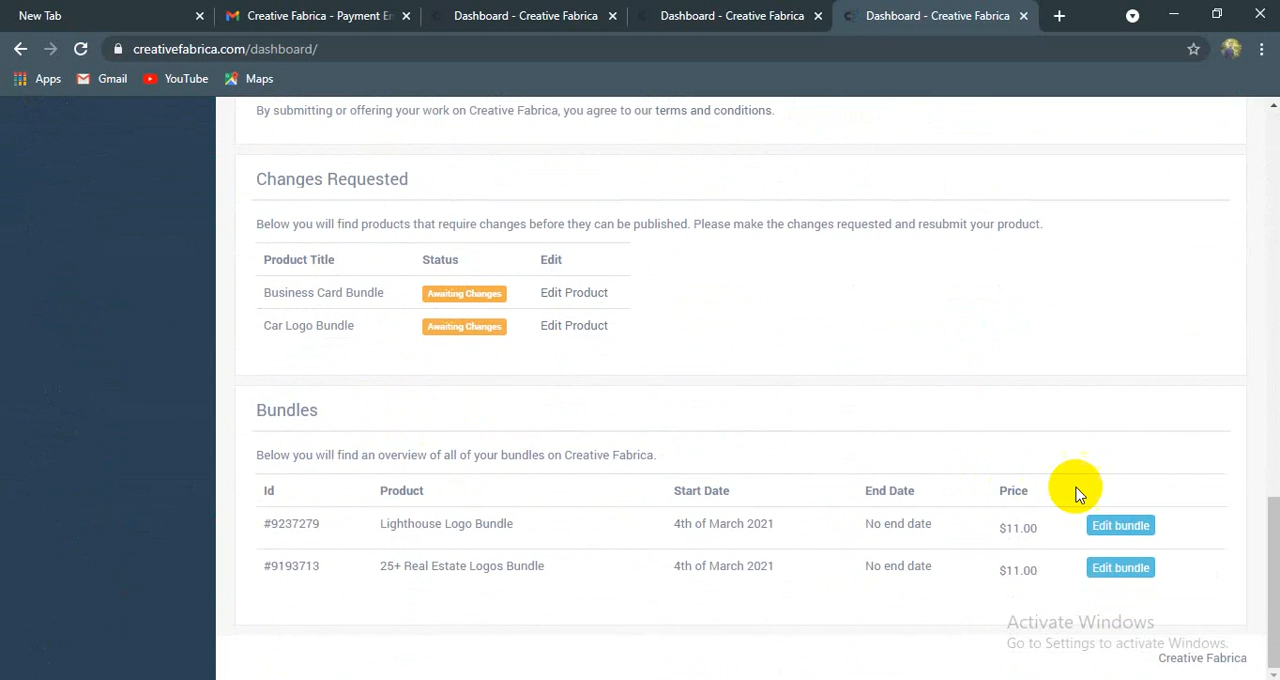 New Tab
Creative Fabrica - Payment En
Dashboard - Creative Fabrica
Dashboard - Creative Fabrica
Dashboard - Creative Fabrica
creativefabrica.com/dashboard/
Apps Gmail YouTube Maps
By submitting or offering your work on Creative Fabrica, you agree to our terms and conditions.
Changes Requested
Below you will find products that require changes before they can be published. Please make the changes requested and resubmit your product.
Product Title Status Edit
Business Card Bundle Awaiting Changes Edit Product
Car Logo Bundle Awaiting Changes Edit Product
Bundles
Below you will find an overview of all of your bundles on Creative Fabrica.
Id Product Start Date End Date Price
#9237279 Lighthouse Logo Bundle 4th of March 2021 No end date $11.00 Edit bundle
#9193713 25+ Real Estate Logos Bundle 4th of March 2021 No end date $11.00 Edit bundle
Activate Windows
Go to Settings to activate Windows.
Creative Fabrica